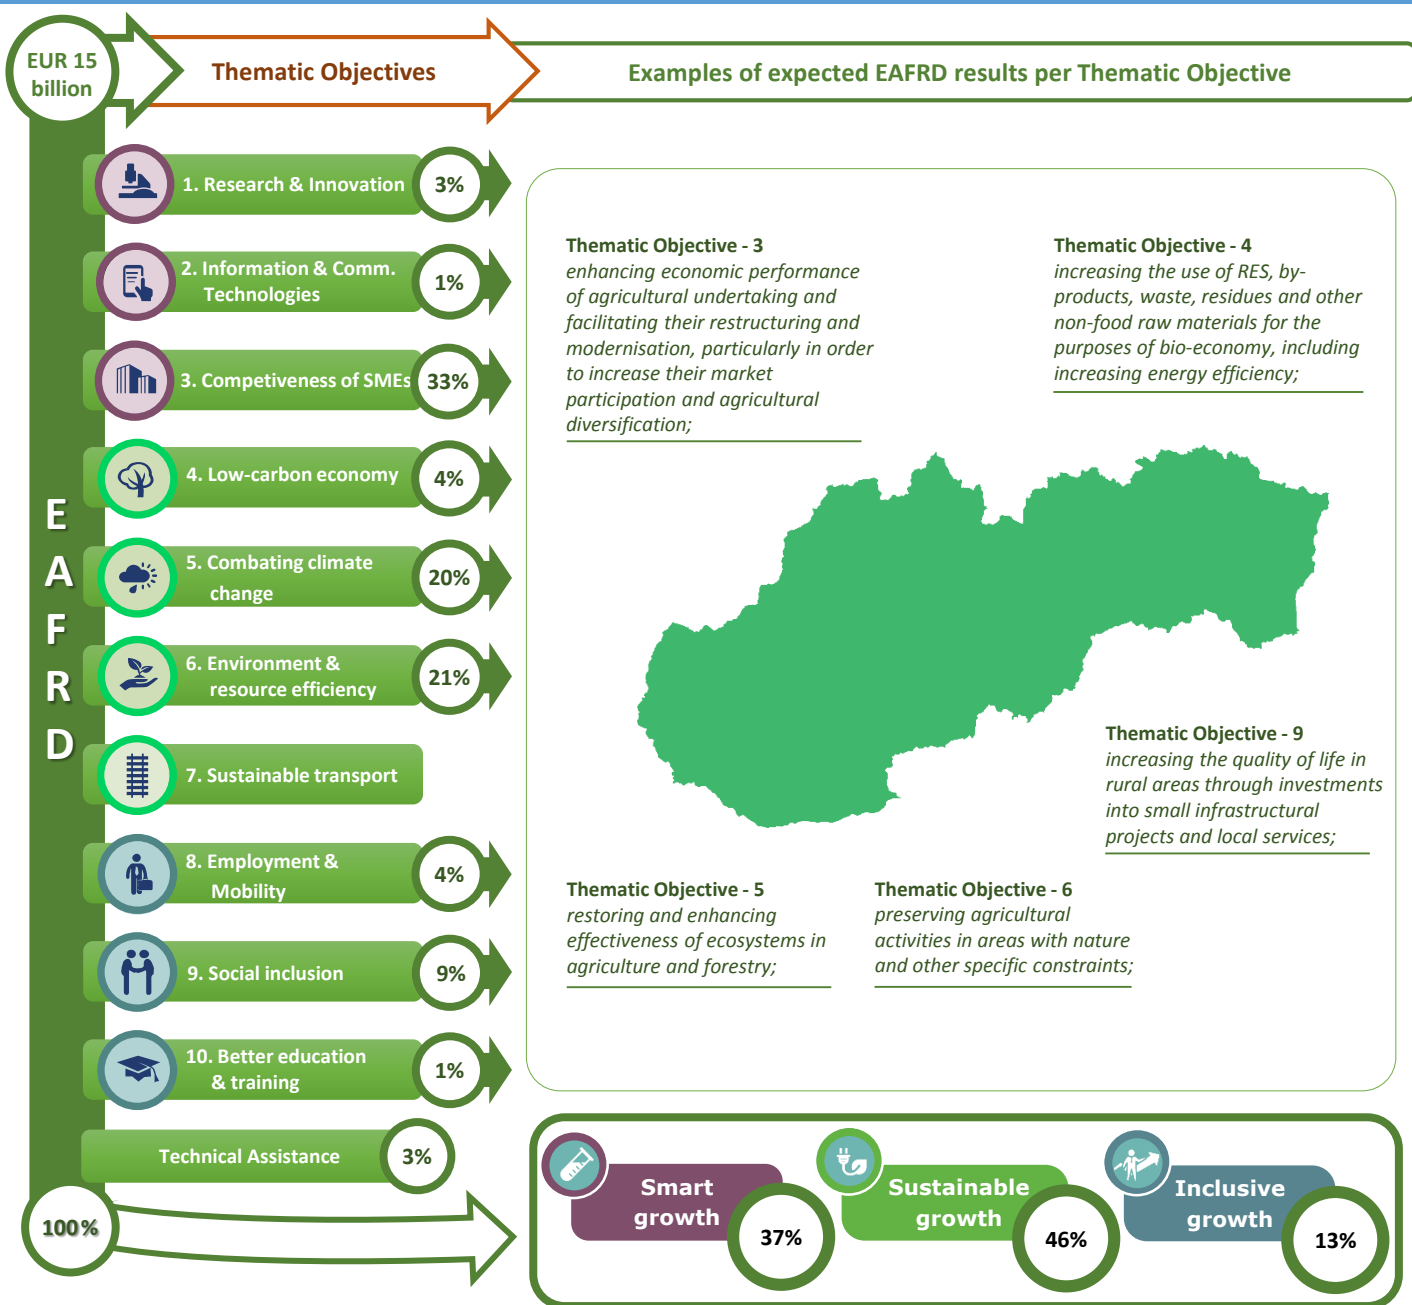 EUR 15
billion
Thematic Objectives
Examples of expected EAFRD results per Thematic Objective
E
A
F
R
D
1. Research & Innovation
3%
2. Information & Comm.
Technologies
1%
3. Competiveness of SMEs
33%
4. Low-carbon economy
4%
5. Combating climate
change
20%
6. Environment &
resource efficiency
21%
7. Sustainable transport
8. Employment &
Mobility
4%
9. Social inclusion
9%
10. Better education
& training
1%
Technical Assistance
3%
100%
Thematic Objective - 3
enhancing economic performance
of agricultural undertaking and
facilitating their restructuring and
modernisation, particularly in order
to increase their market
participation and agricultural
diversification;
Thematic Objective - 4
increasing the use of RES, by-
products, waste, residues and other
non-food raw materials for the
purposes of bio-economy, including
increasing energy efficiency;
Thematic Objective - 9
increasing the quality of life in
rural areas through investments
into small infrastructural
projects and local services;
Thematic Objective - 5
restoring and enhancing
effectiveness of ecosystems in
agriculture and forestry;
Thematic Objective - 6
preserving agricultural
activities in areas with nature
and other specific constraints;
Smart
growth
37%
Sustainable
growth
46%
Inclusive
growth
13%